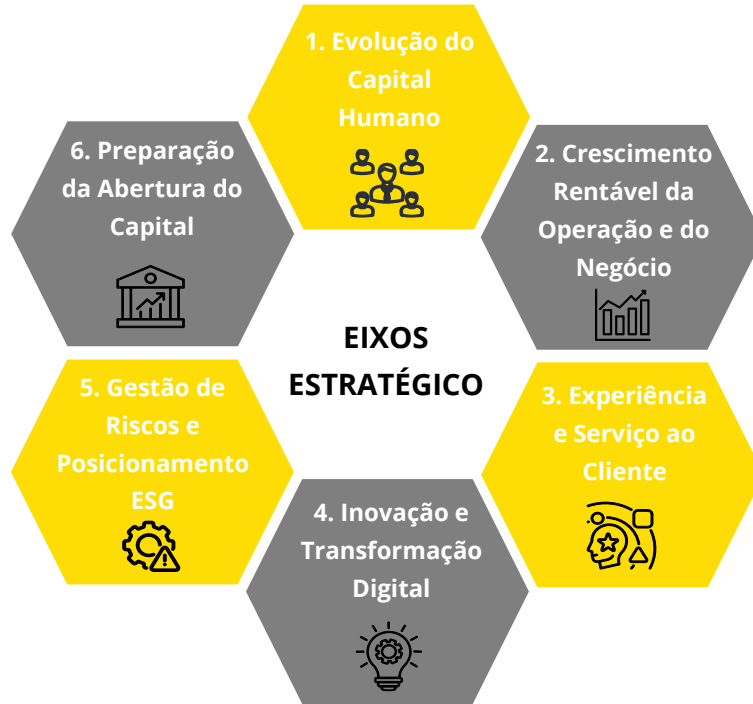 1. Evolução do
Capital
Humano
2. Crescimento
Rentável da
Operação e do
Negócio
3. Experiência
e Serviço ao
Cliente
4. Inovação e
Transformação
Digital
5. Gestão de
Riscos e
Posicionamento
ESG
6. Preparação
da Abertura do
Capital
EIXOS
ESTRATÉGICO